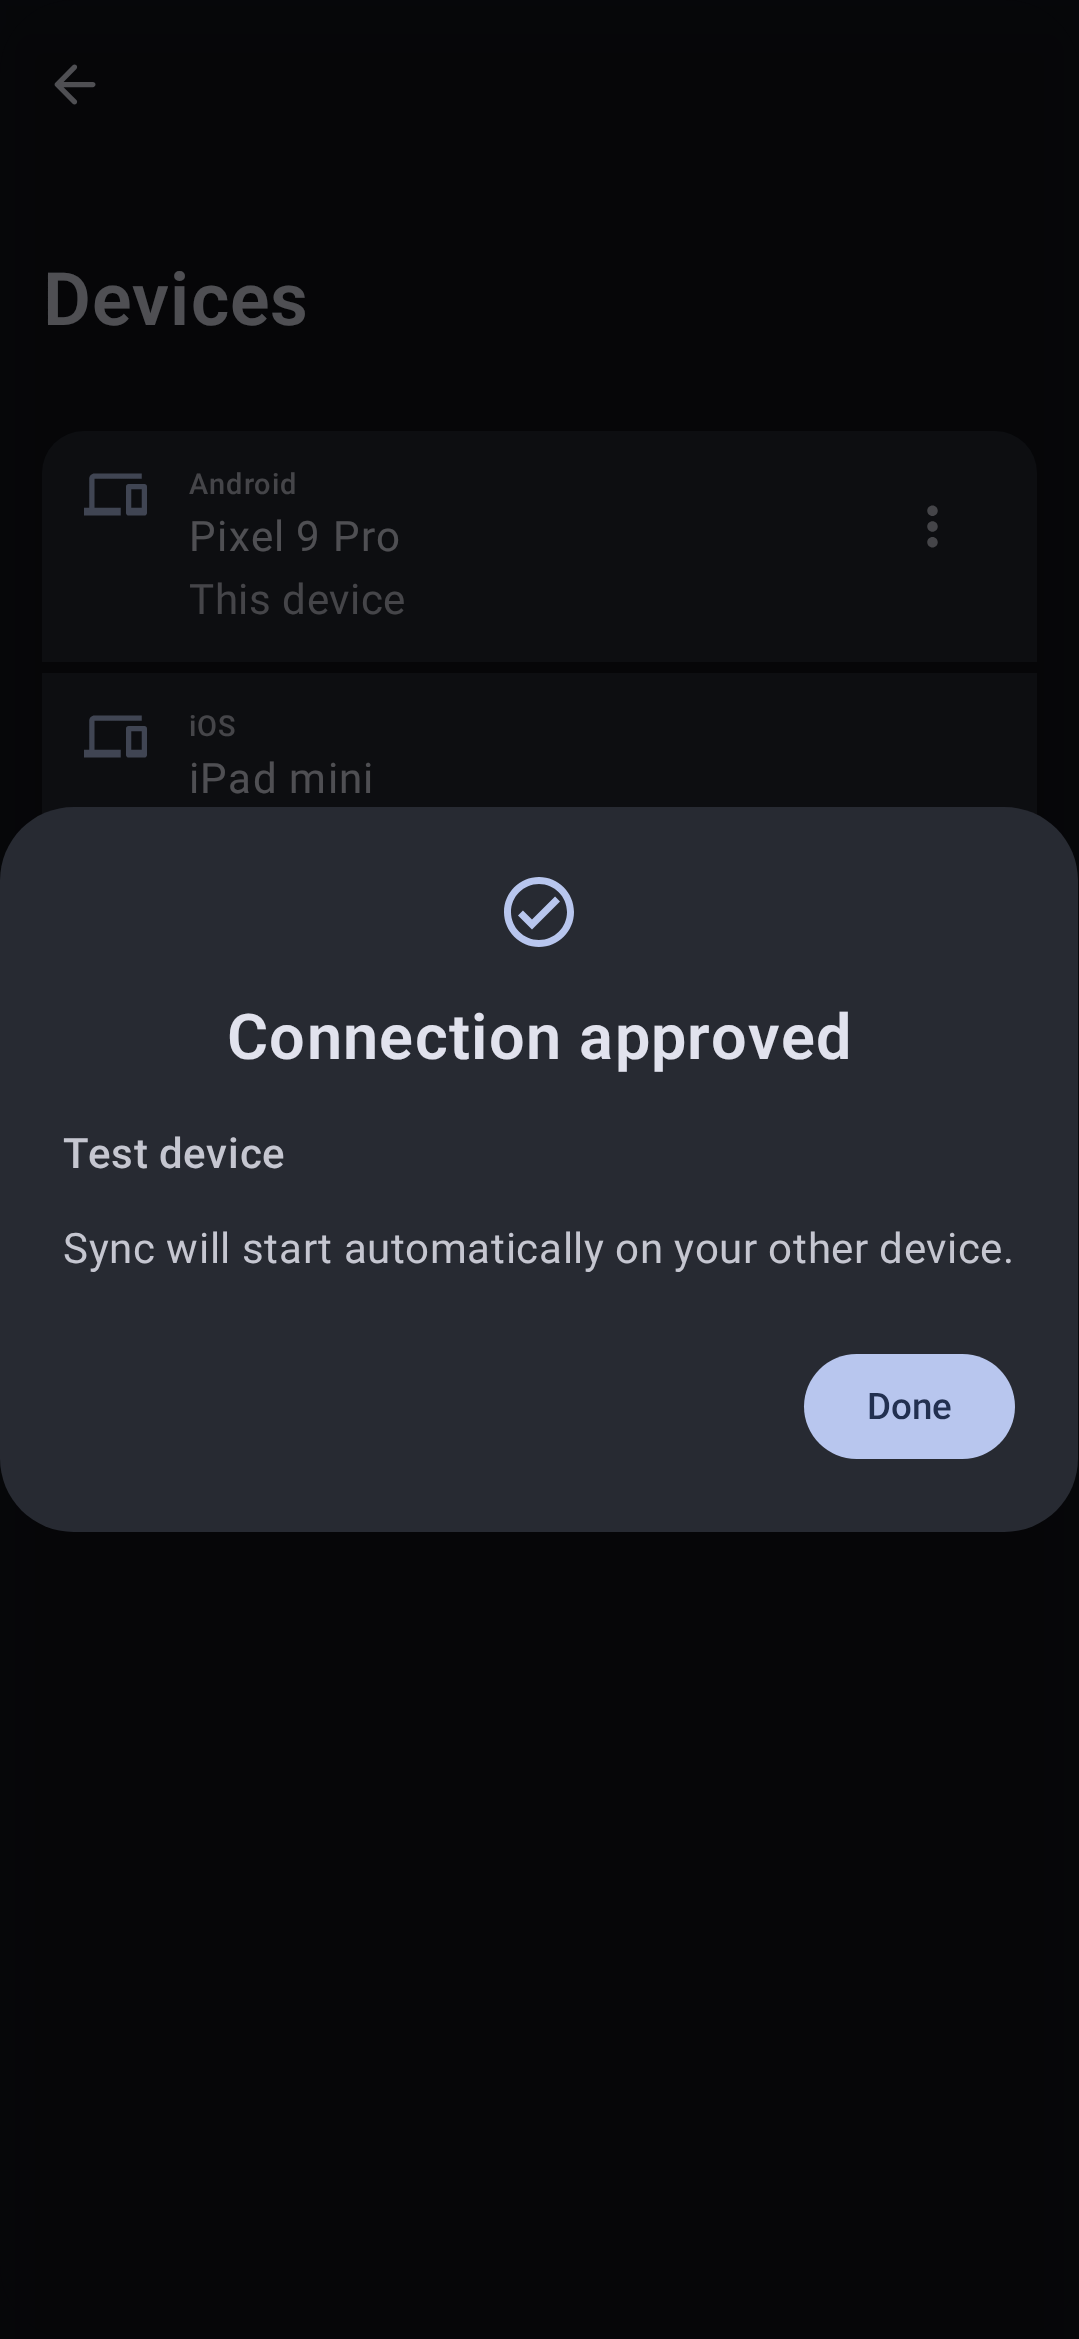 Devices
Android
Pixel 9 Pro
This device
iOS
iPad mini
Connection approved
Test device
Sync will start automatically on your other device.
Done